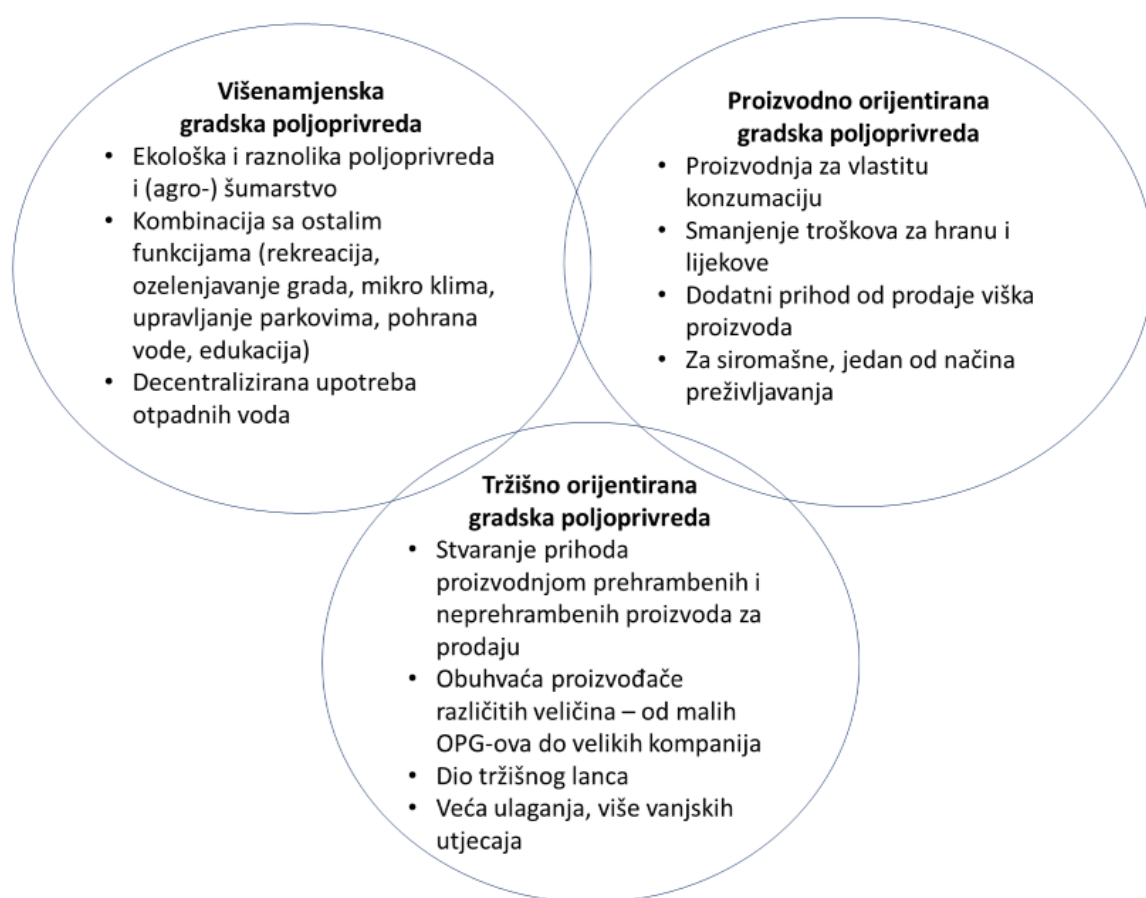 Višenamjenska
gradska poljoprivreda
• Ekološka i raznolika poljoprivreda
i (agro-) šumarstvo
• Kombinacija sa ostalim
funkcijama (rekreacija,
ozelenjavanje grada, mikro klima,
upravljanje parkovima, pohrana
vode, edukacija)
• Decentralizirana upotreba
otpadnih voda
Proizvodno orijentirana
gradska poljoprivreda
• Proizvodnja za vlastitu
konzumaciju
• Smanjenje troškova za hranu i
lijekove
• Dodatni prihod od prodaje viška
proizvoda
• Za siromašne, jedan od načina
preživljavanja
Tržišno orijentirana
gradska poljoprivreda
• Stvaranje prihoda
proizvodnjom prehrambenih i
neprehrambenih proizvoda za
prodaju
• Obuhvaća proizvođače
različitih veličina – od malih
OPG-ova do velikih kompanija
• Dio tržišnog lanca
• Veća ulaganja, više vanjskih
utjecaja